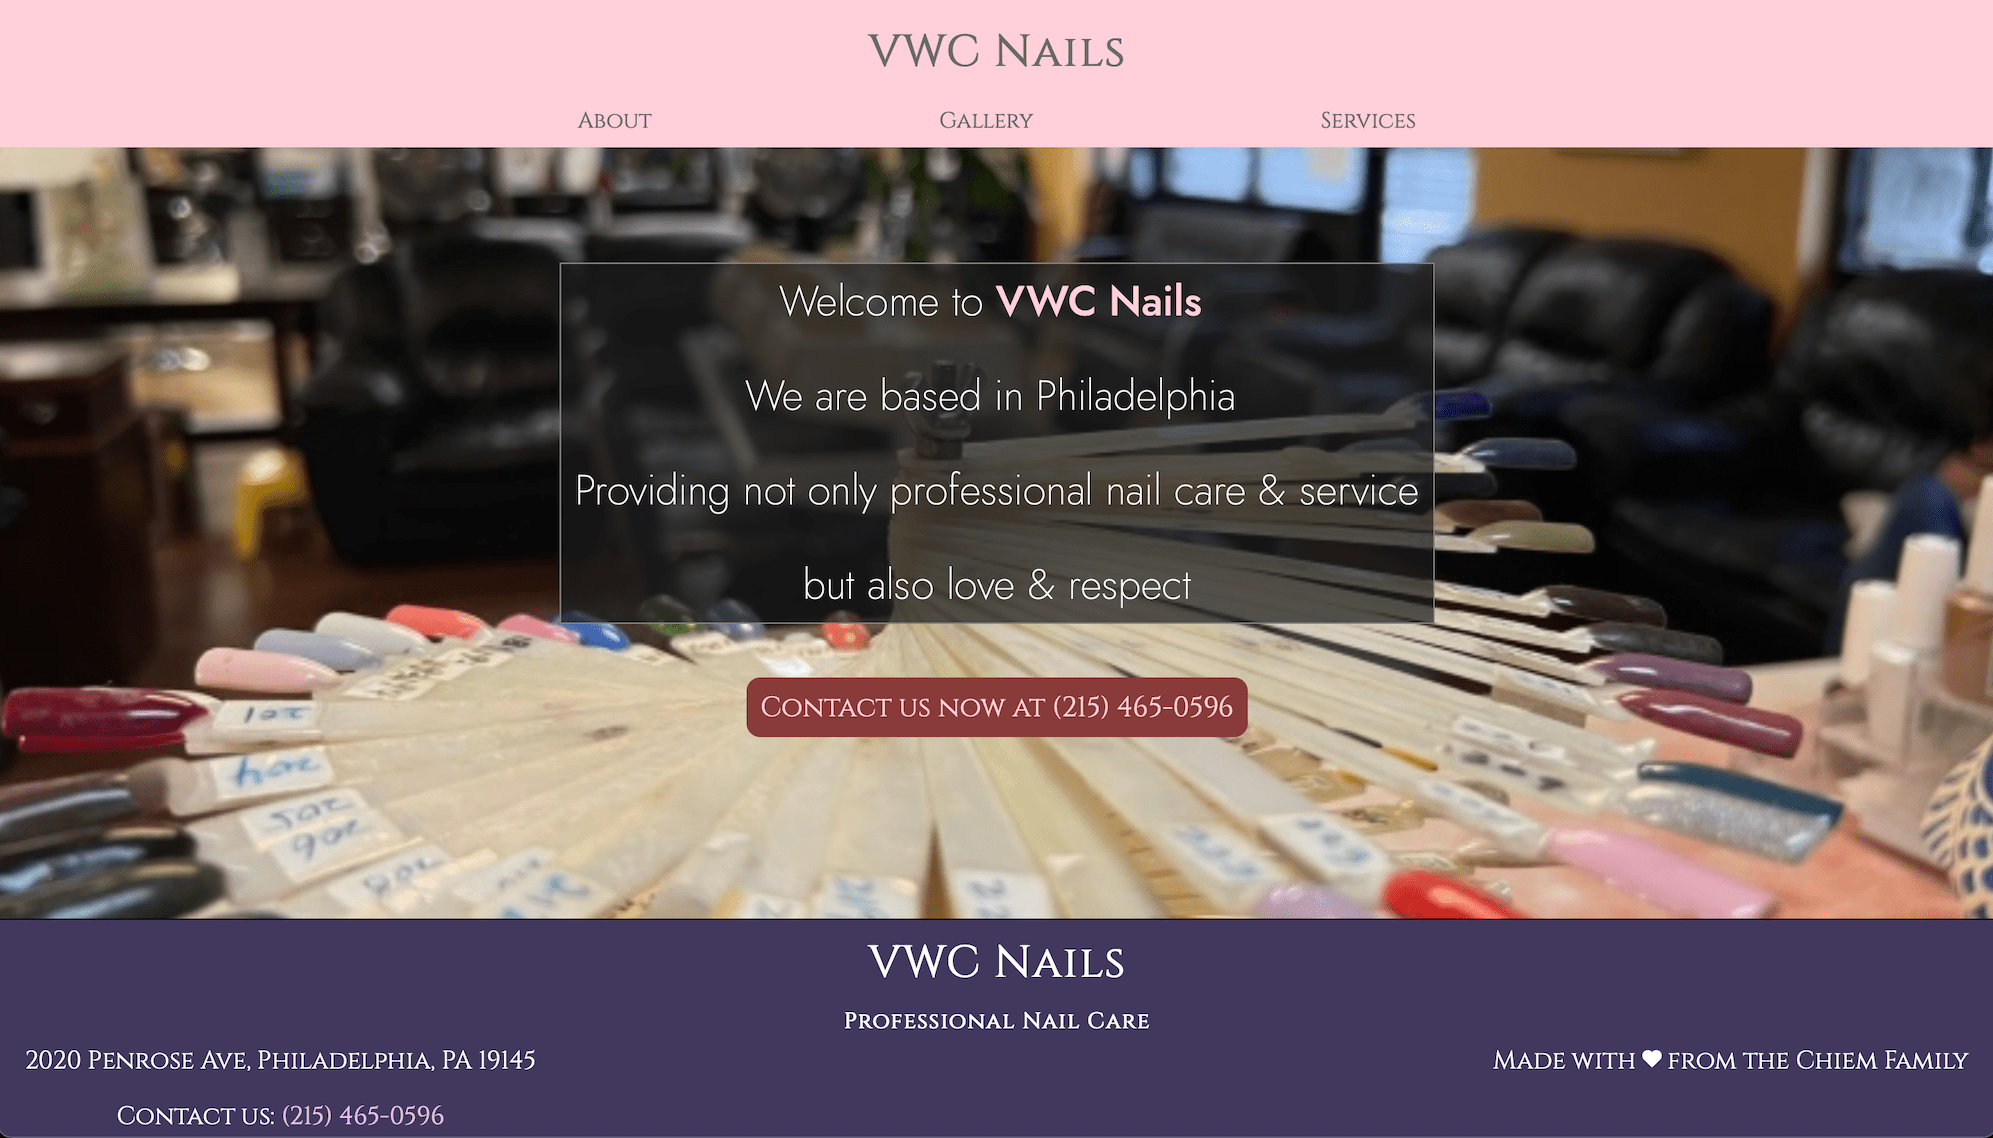 VWC Nails
About
Gallery
Services
Welcome to VWC Nails
We are based in Philadelphia
Providing not only professional nail care & service
but also love & respect
Contact us now at (215) 465-0596
VWC Nails
Professional Nail Care
2020 Penrose Ave, Philadelphia, PA 19145
Made with ♥ from the Chiem Family
Contact us: (215) 465-0596